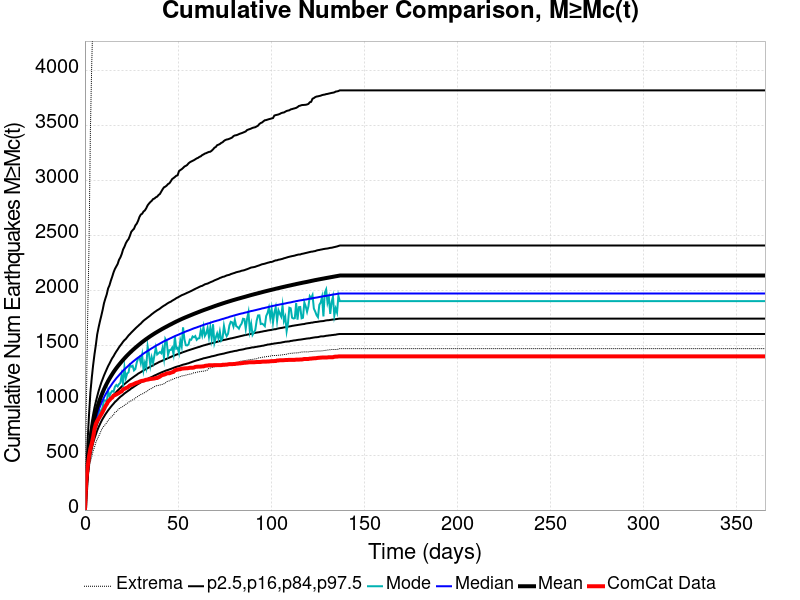 Cumulative Number Comparison, M≥Mc(t)
Cumulative Num Earthquakes M≥Mc(t)
4000
3500
3000
2500
2000
1500
1000
500
0
0 50 100 150 200 250 300 350
Time (days)
Extrema p2.5,p16,p84,p97.5 Mode Median Mean ComCat Data